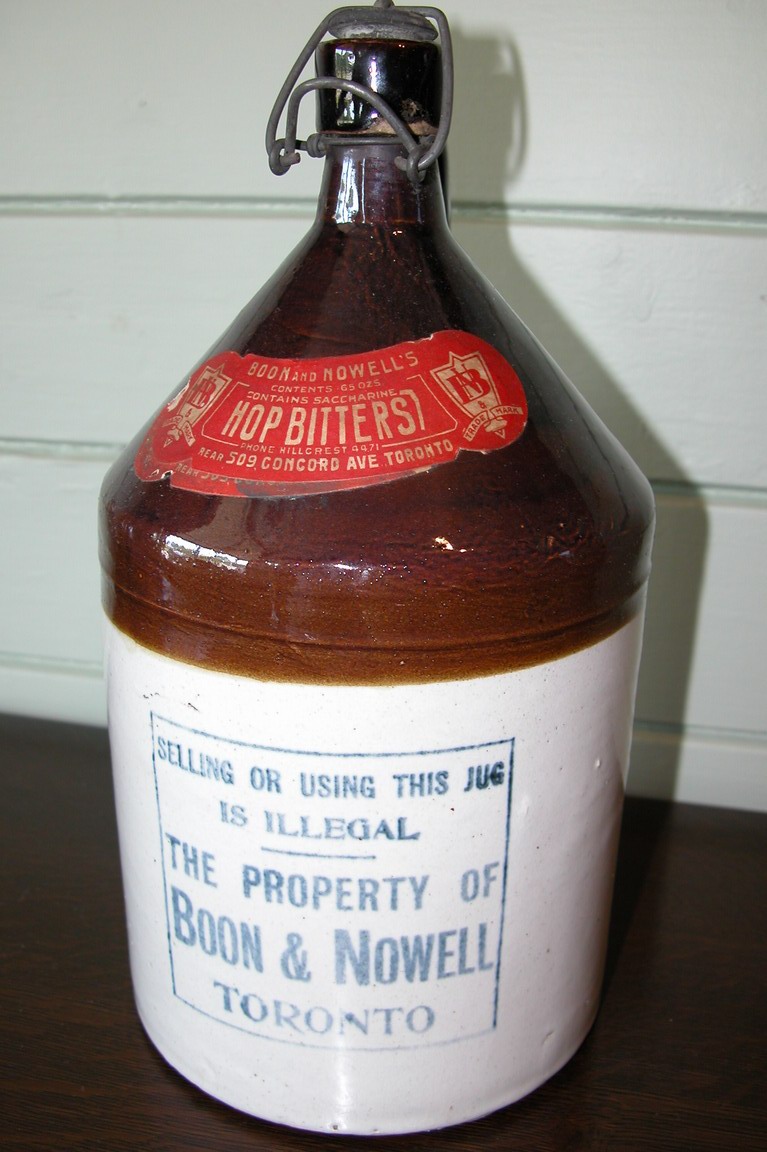 BOON AND NOWELL'S
CONTENTS 65 OZS.
CONTAINS SACCHARINE
HOP BITTERS
PHONE HILLCREST 4471
REAR 509 CONCORD AVE TORONTO
TRADE MARK
SELLING OR USING THIS JUG
IS ILLEGAL
THE PROPERTY OF
BOON & NOWELL
TORONTO